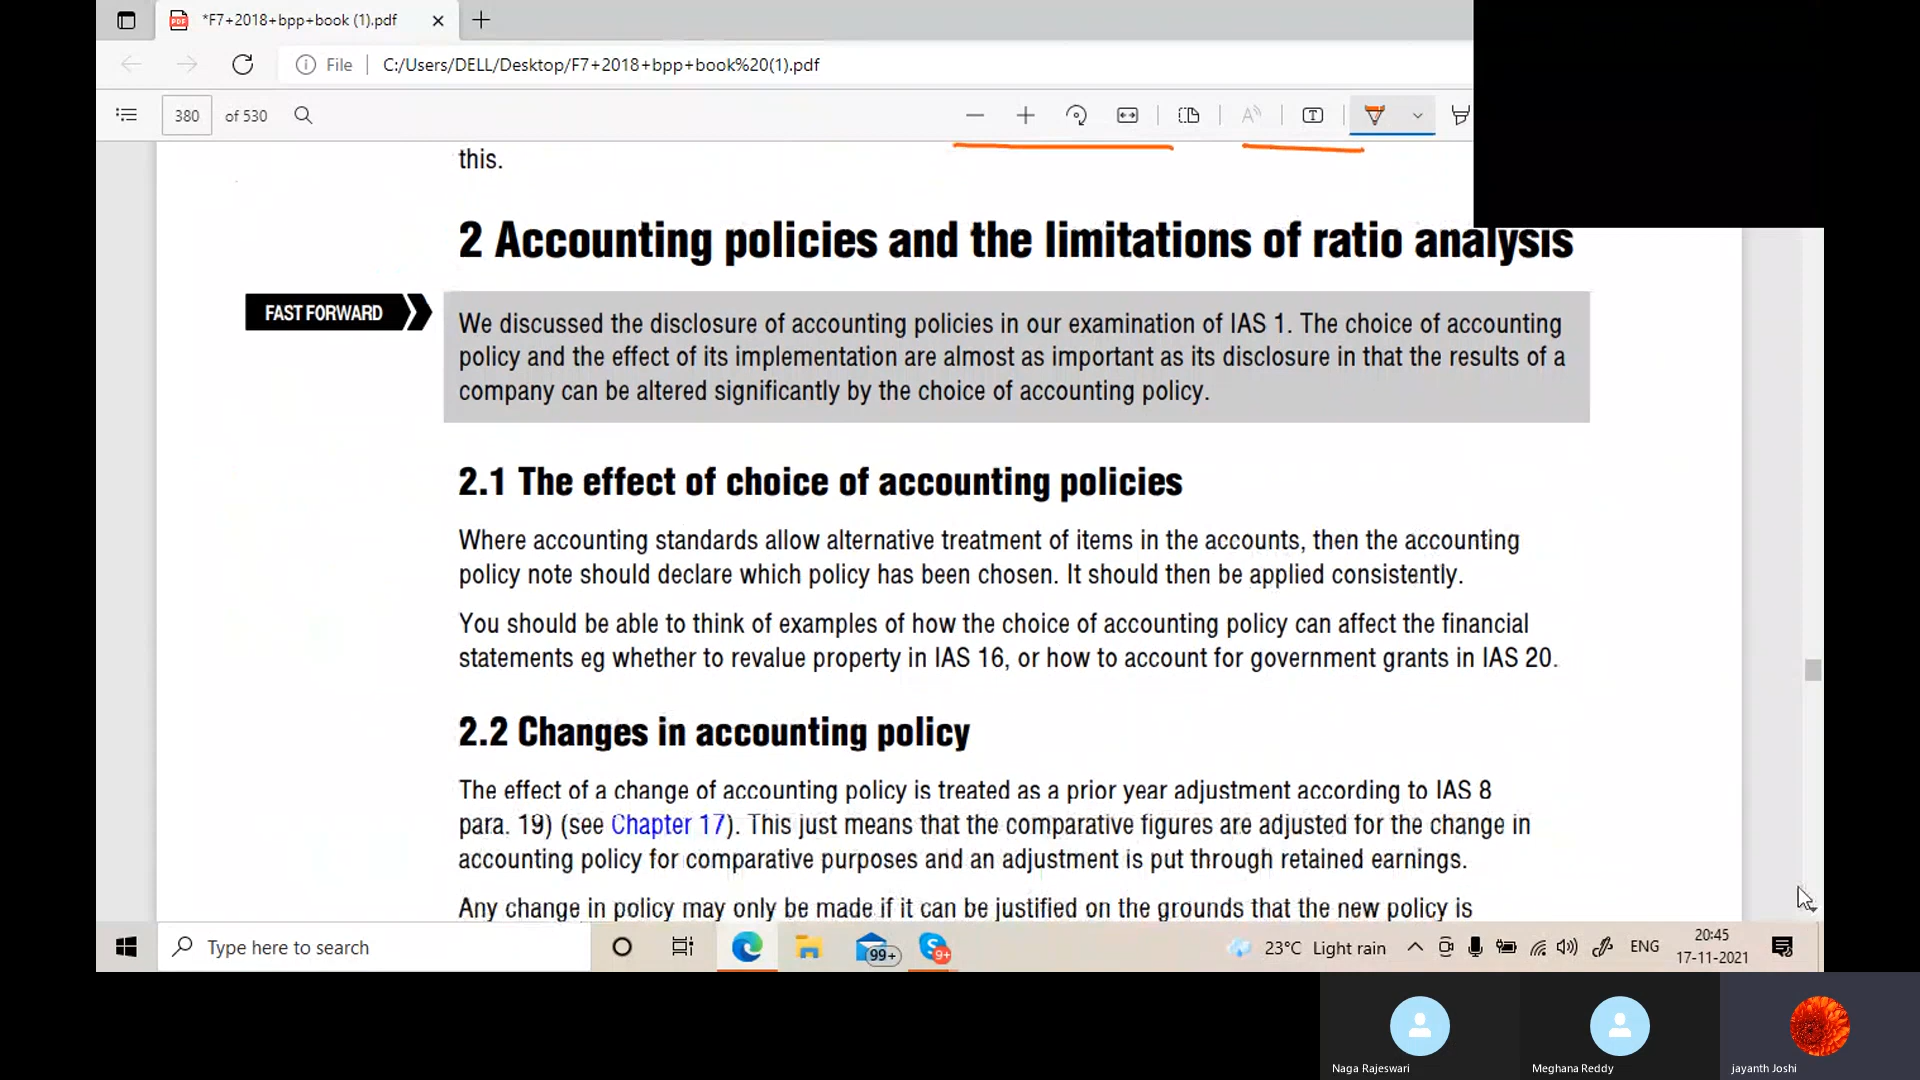 *F7+2018+bpp+book (1).pdf
File C:/Users/DELL/Desktop/F7+2018+bpp+book%20(1).pdf
380 of 530
this.
2 Accounting policies and the limitations of ratio analysis
FAST FORWARD
We discussed the disclosure of accounting policies in our examination of IAS 1. The choice of accounting
policy and the effect of its implementation are almost as important as its disclosure in that the results of a
company can be altered significantly by the choice of accounting policy.
2.1 The effect of choice of accounting policies
Where accounting standards allow alternative treatment of items in the accounts, then the accounting
policy note should declare which policy has been chosen. It should then be applied consistently.
You should be able to think of examples of how the choice of accounting policy can affect the financial
statements eg whether to revalue property in IAS 16, or how to account for government grants in IAS 20.
2.2 Changes in accounting policy
The effect of a change of accounting policy is treated as a prior year adjustment according to IAS 8
para. 19) (see Chapter 17). This just means that the comparative figures are adjusted for the change in
accounting policy for comparative purposes and an adjustment is put through retained earnings.
Any change in policy may only be made if it can be justified on the grounds that the new policy is
Type here to search
99+
9+
23°C Light rain
ENG
20:45
17-11-2021
Naga Rajeswari
Meghana Reddy
jayanth Joshi